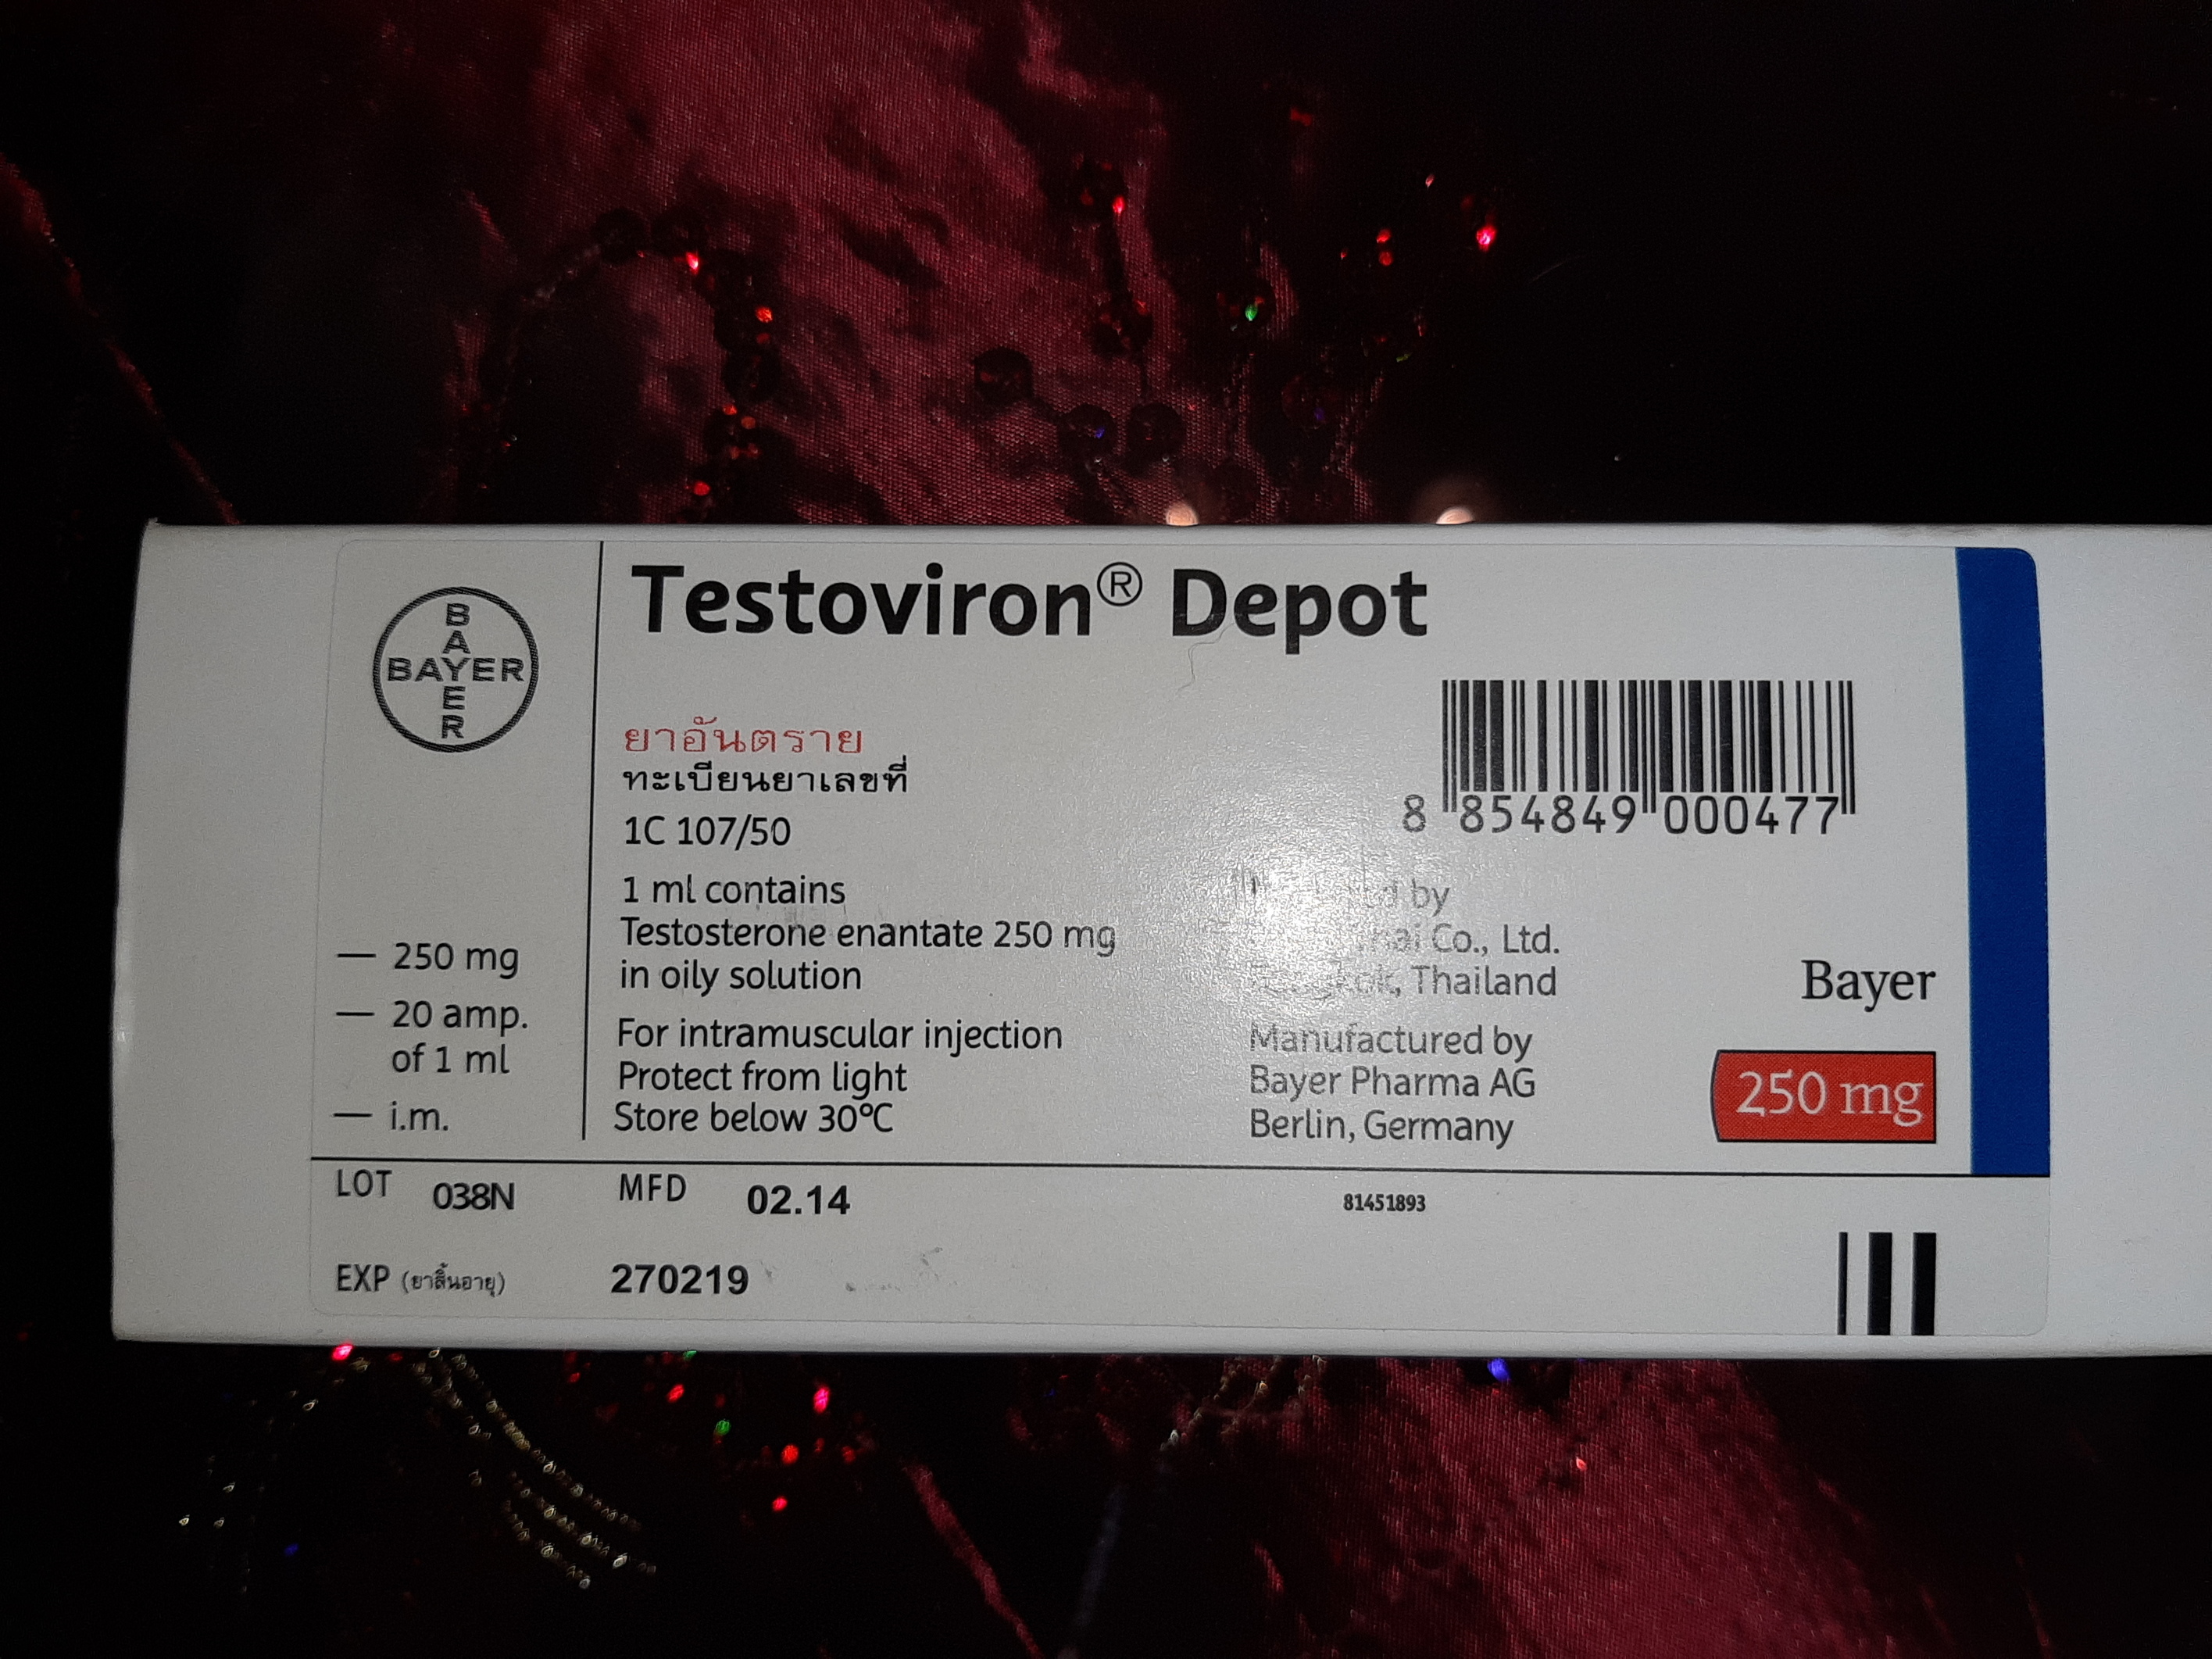 BAYER
BAYER
Testoviron® Depot
ยาอันตราย
ทะเบียนยาเลขที่
1C 107/50
8 854849 000477
1 ml contains
Testosterone enantate 250 mg
in oily solution
For intramuscular injection
Protect from light
Store below 30°C
— 250 mg
— 20 amp.
of 1 ml
— i.m.
by
Co., Ltd.
Thailand
Manufactured by
Bayer Pharma AG
Berlin, Germany
Bayer
250 mg
LOT 038N
MFD 02.14
81451893
EXP (ยาสิ้นอายุ) 270219